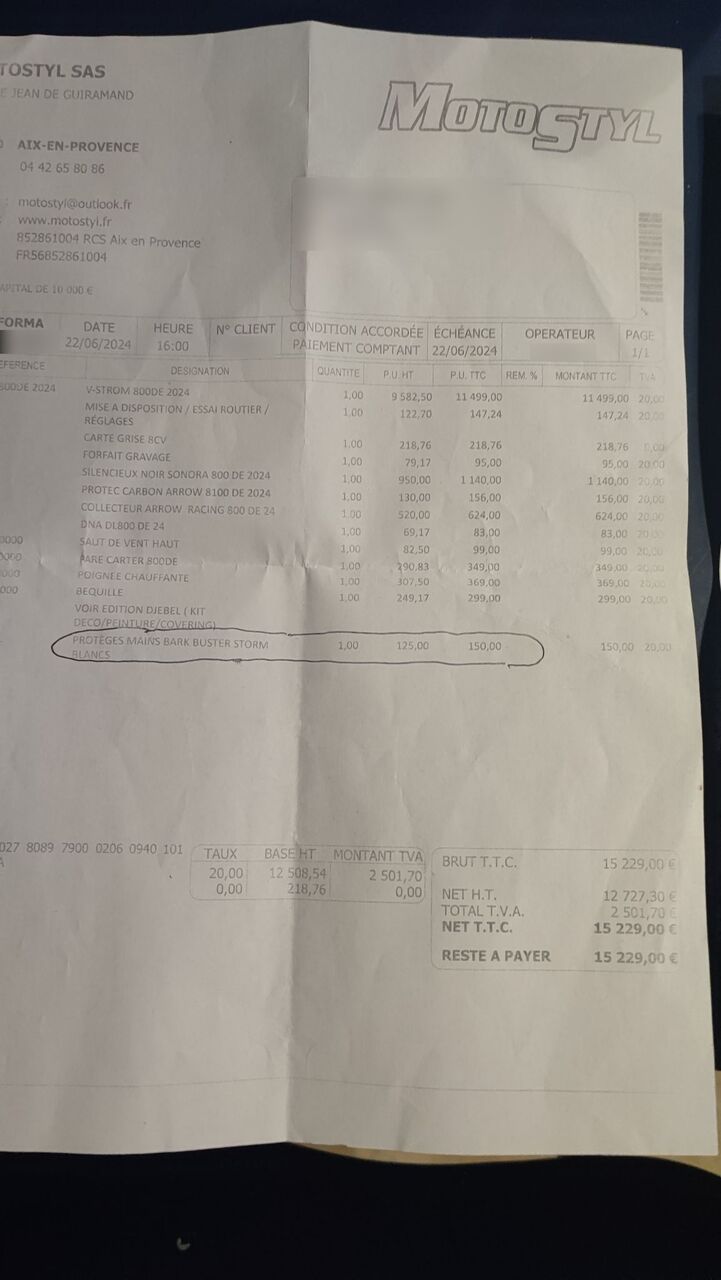 TOSTYL SAS
E JEAN DE GUIRAMAND
MOTOSTYL
AIX-EN-PROVENCE
04 42 65 80 86
: motostyl@outlook.fr
: www.motostyl.fr
852861004 RCS Aix en Provence
FR56852861004
APITAL DE 10 000 €
FORMA DATE HEURE N° CLIENT CONDITION ACCORDÉE ÉCHÉANCE OPERATEUR PAGE
22/06/2024 16:00 PAIEMENT COMPTANT 22/06/2024 1/1
EFERENCE DESIGNATION QUANTITE P.U. HT P.U. TTC REM. % MONTANT TTC TVA
800DE 2024 V-STROM 800DE 2024 1,00 9 582,50 11 499,00 11 499,00 20,00
MISE A DISPOSITION / ESSAI ROUTIER / 1,00 122,70 147,24 147,24 20,00
RÉGLAGES
CARTE GRISE 8CV 1,00 218,76 218,76 218,76 0,00
FORFAIT GRAVAGE 1,00 79,17 95,00 95,00 20,00
SILENCIEUX NOIR SONORA 800 DE 2024 1,00 950,00 1 140,00 1 140,00 20,00
PROTEC CARBON ARROW 8100 DE 2024 1,00 130,00 156,00 156,00 20,00
COLLECTEUR ARROW RACING 800 DE 24 1,00 520,00 624,00 624,00 20,00
DNA DL800 DE 24 1,00 69,17 83,00 83,00 20,00
0000 SAUT DE VENT HAUT 1,00 82,50 99,00 99,00 20,00
0000 PARE CARTER 800DE 1,00 290,83 349,00 349,00 20,00
000 POIGNEE CHAUFFANTE 1,00 307,50 369,00 369,00 20,00
000 BEQUILLE 1,00 249,17 299,00 299,00 20,00
VOIR EDITION DJEBEL ( KIT
DECO/PEINTURE/COVERING)
PROTÈGES MAINS BARK BUSTER STORM 1,00 125,00 150,00 150,00 20,00
BLANCS
027 8089 7900 0206 0940 101
A
TAUX BASE HT MONTANT TVA
20,00 12 508,54 2 501,70
0,00 218,76 0,00
BRUT T.T.C. 15 229,00 €
NET H.T. 12 727,30 €
TOTAL T.V.A. 2 501,70 €
NET T.T.C. 15 229,00 €
RESTE A PAYER 15 229,00 €